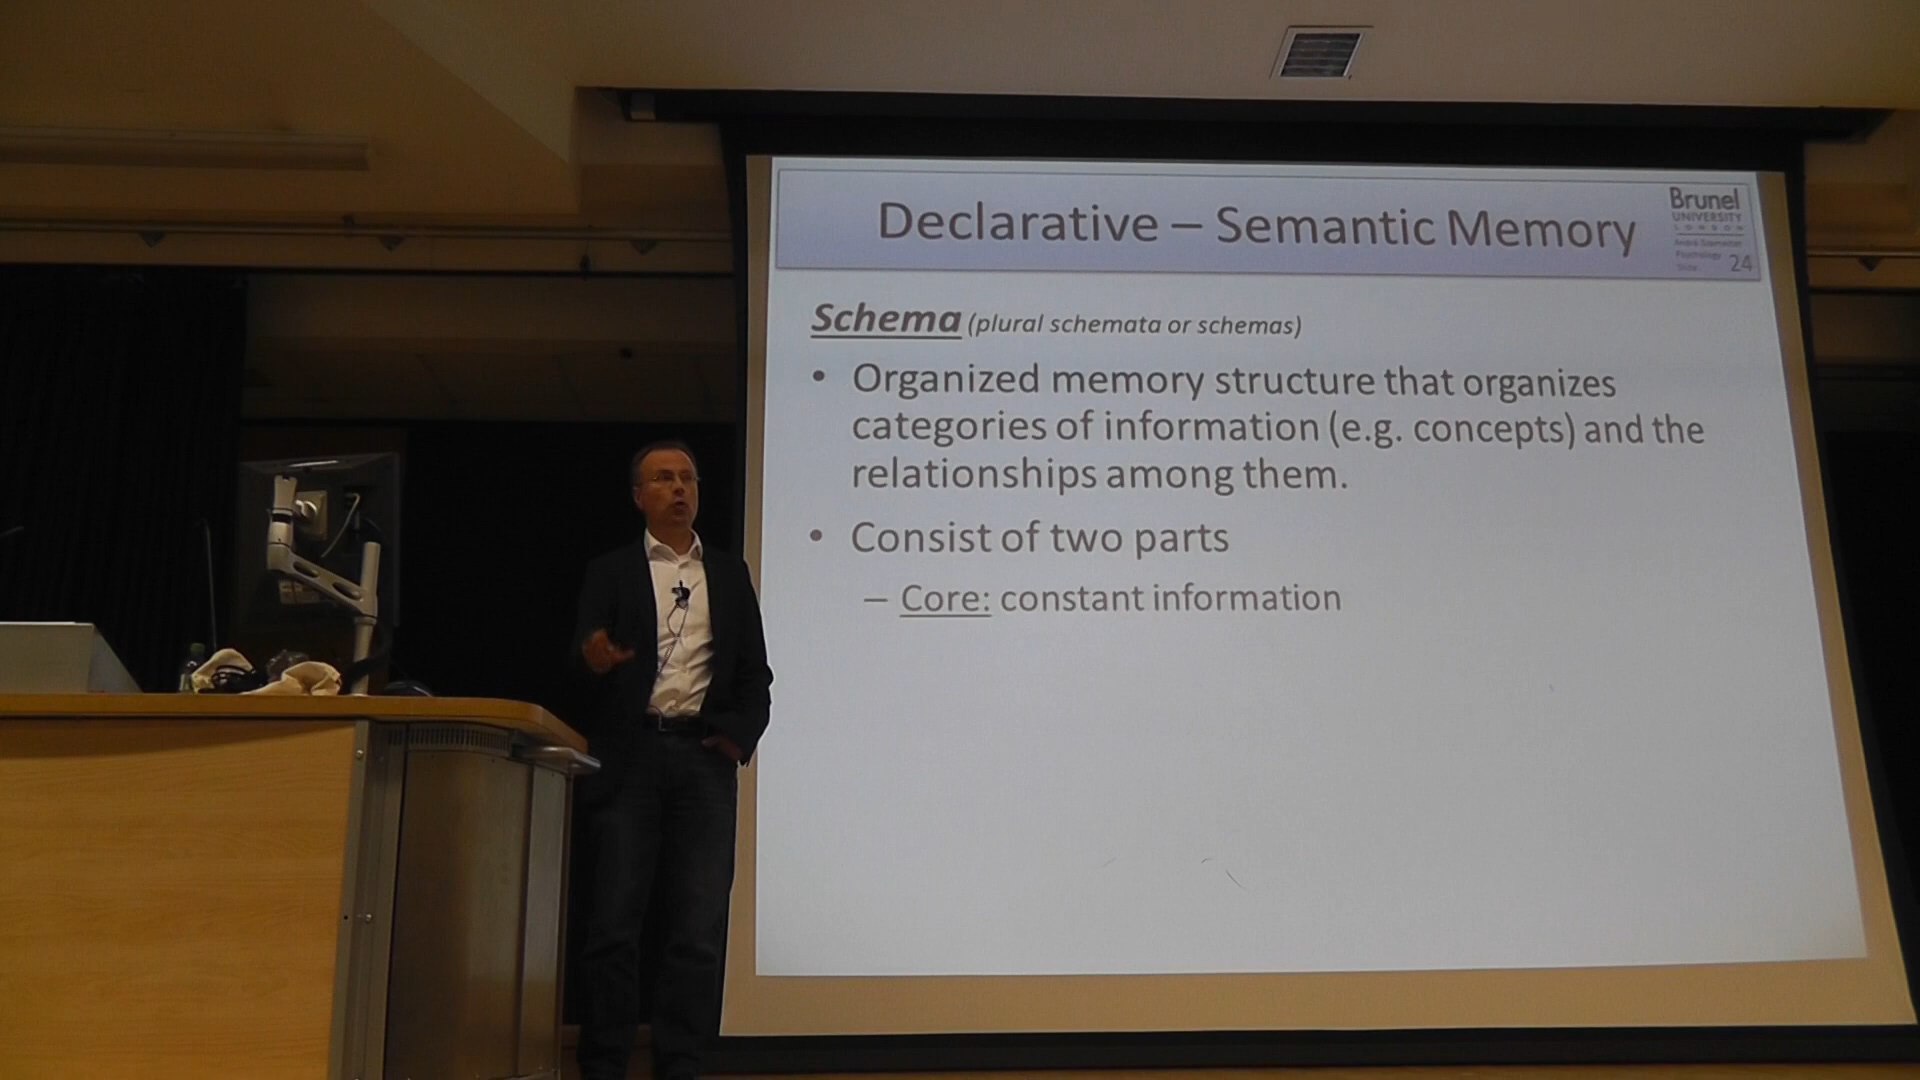 Declarative – Semantic Memory
Brunel
UNIVERSITY
LONDON
Psychology
24
Schema (plural schemata or schemas)
• Organized memory structure that organizes
categories of information (e.g. concepts) and the
relationships among them.
• Consist of two parts
– Core: constant information